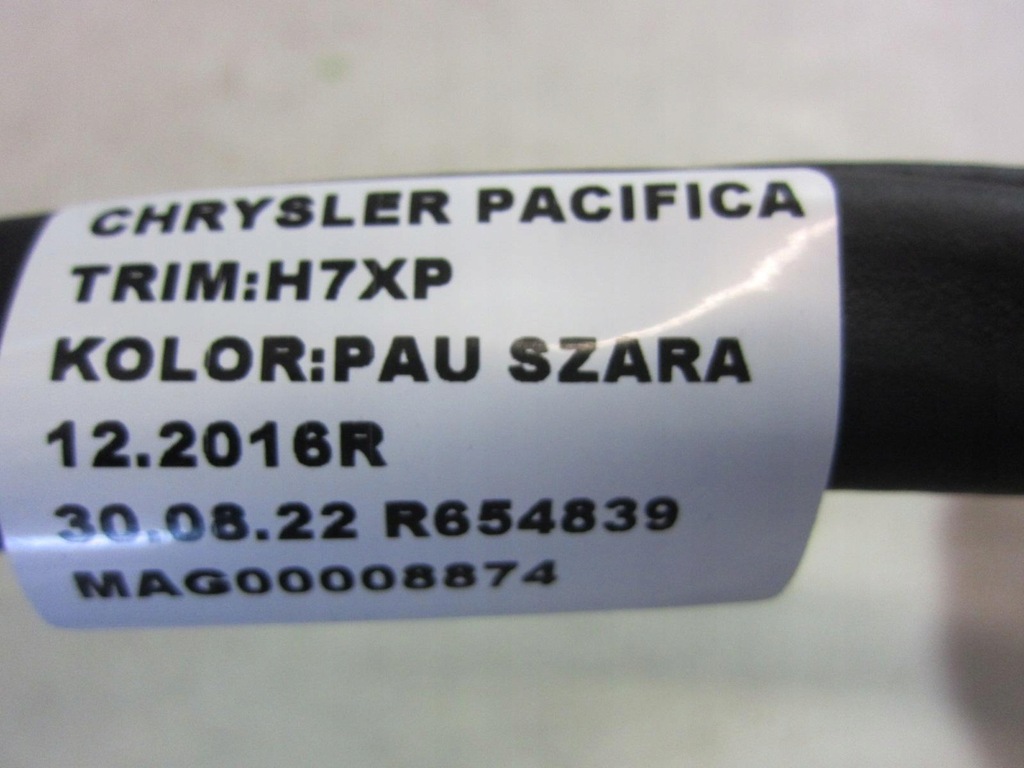 CHRYSLER PACIFICA
TRIM:H7XP
KOLOR:PAU SZARA
12.2016R
30.08.22 R654839
MAG00008874